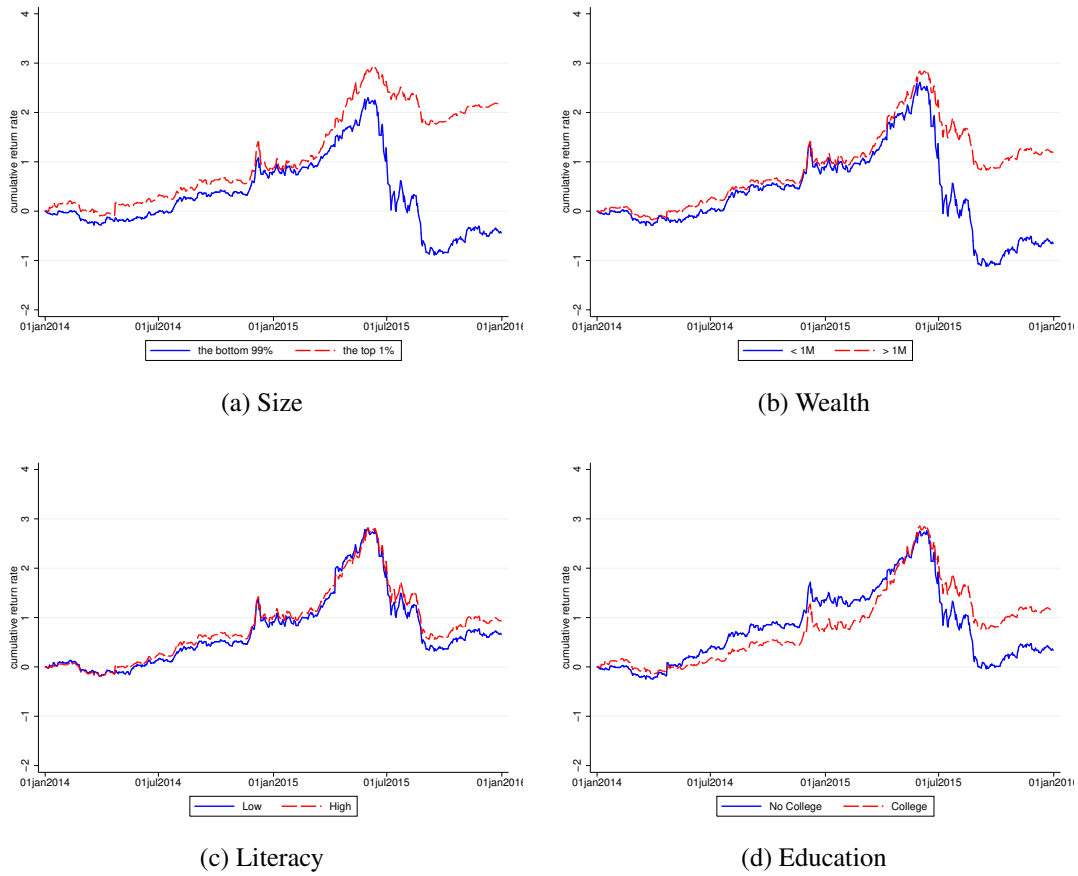 4
3
2
1
0
−1
−2
cumulative return rate
01jan2014 01jul2014 01jan2015 01jul2015 01jan2016
the bottom 99% the top 1%
(a) Size
4
3
2
1
0
−1
−2
cumulative return rate
01jan2014 01jul2014 01jan2015 01jul2015 01jan2016
< 1M > 1M
(b) Wealth
4
3
2
1
0
−1
−2
cumulative return rate
01jan2014 01jul2014 01jan2015 01jul2015 01jan2016
Low High
(c) Literacy
4
3
2
1
0
−1
−2
cumulative return rate
01jan2014 01jul2014 01jan2015 01jul2015 01jan2016
No College College
(d) Education